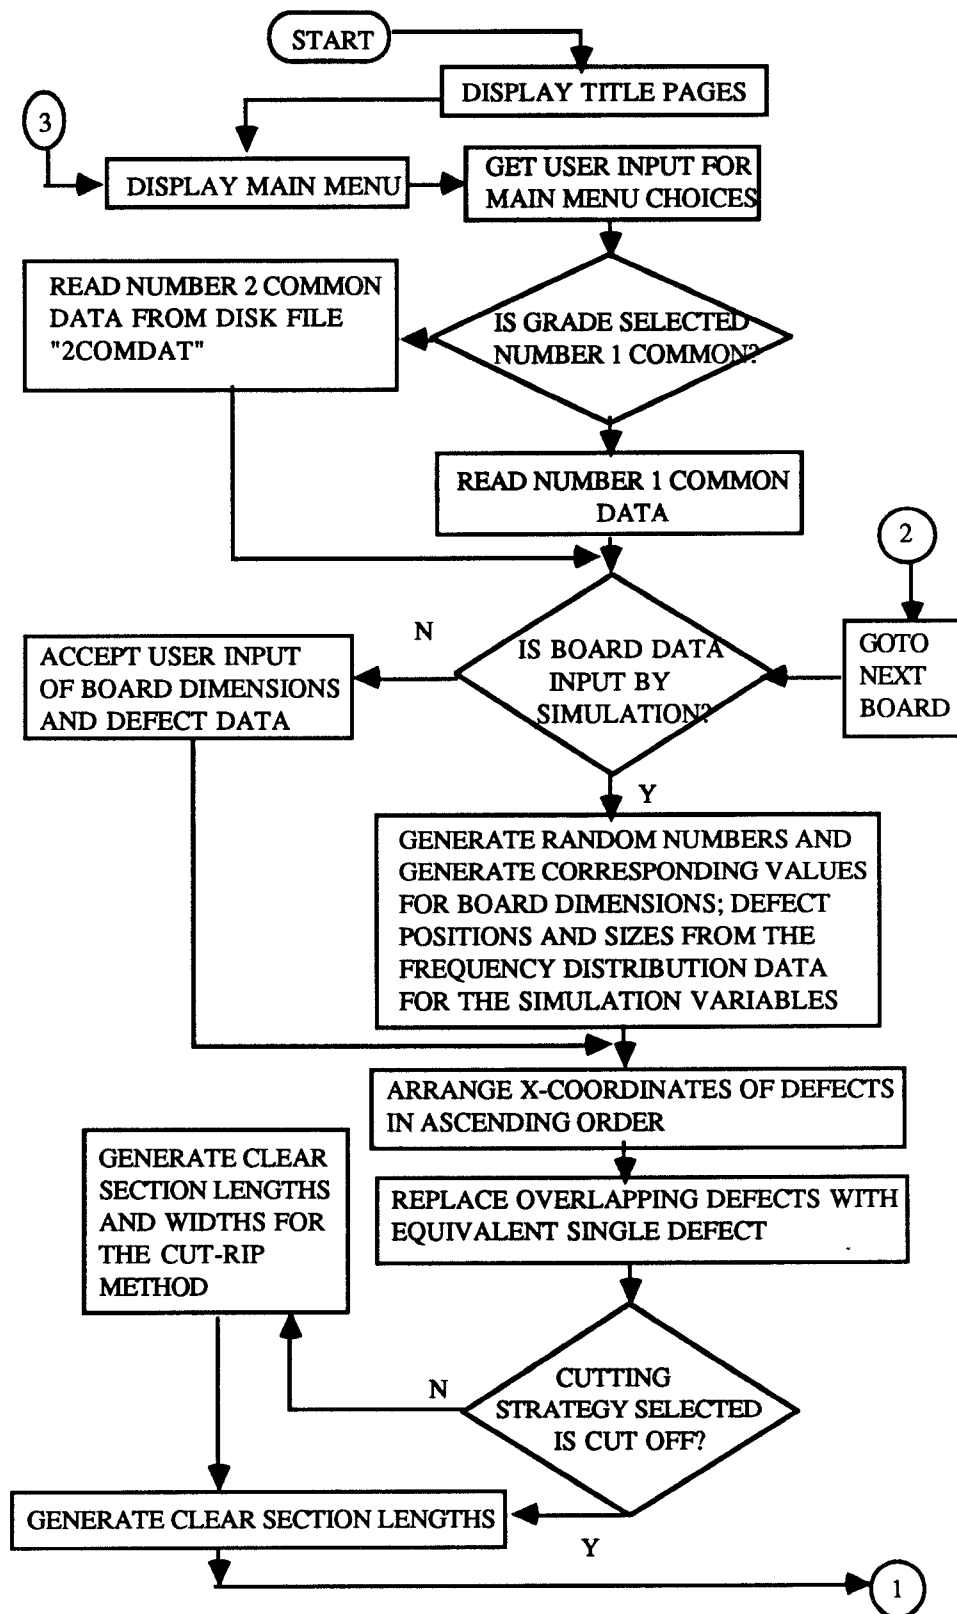 START
DISPLAY TITLE PAGES
3
DISPLAY MAIN MENU
GET USER INPUT FOR
MAIN MENU CHOICES
READ NUMBER 2 COMMON
DATA FROM DISK FILE
"2COMDAT"
IS GRADE SELECTED
NUMBER 1 COMMON?
READ NUMBER 1 COMMON
DATA
2
N
IS BOARD DATA
INPUT BY
SIMULATION?
GOTO
NEXT
BOARD
ACCEPT USER INPUT
OF BOARD DIMENSIONS
AND DEFECT DATA
Y
GENERATE RANDOM NUMBERS AND
GENERATE CORRESPONDING VALUES
FOR BOARD DIMENSIONS; DEFECT
POSITIONS AND SIZES FROM THE
FREQUENCY DISTRIBUTION DATA
FOR THE SIMULATION VARIABLES
ARRANGE X-COORDINATES OF DEFECTS
IN ASCENDING ORDER
GENERATE CLEAR
SECTION LENGTHS
AND WIDTHS FOR
THE CUT-RIP
METHOD
REPLACE OVERLAPPING DEFECTS WITH
EQUIVALENT SINGLE DEFECT
N
CUTTING
STRATEGY SELECTED
IS CUT OFF?
GENERATE CLEAR SECTION LENGTHS
Y
1